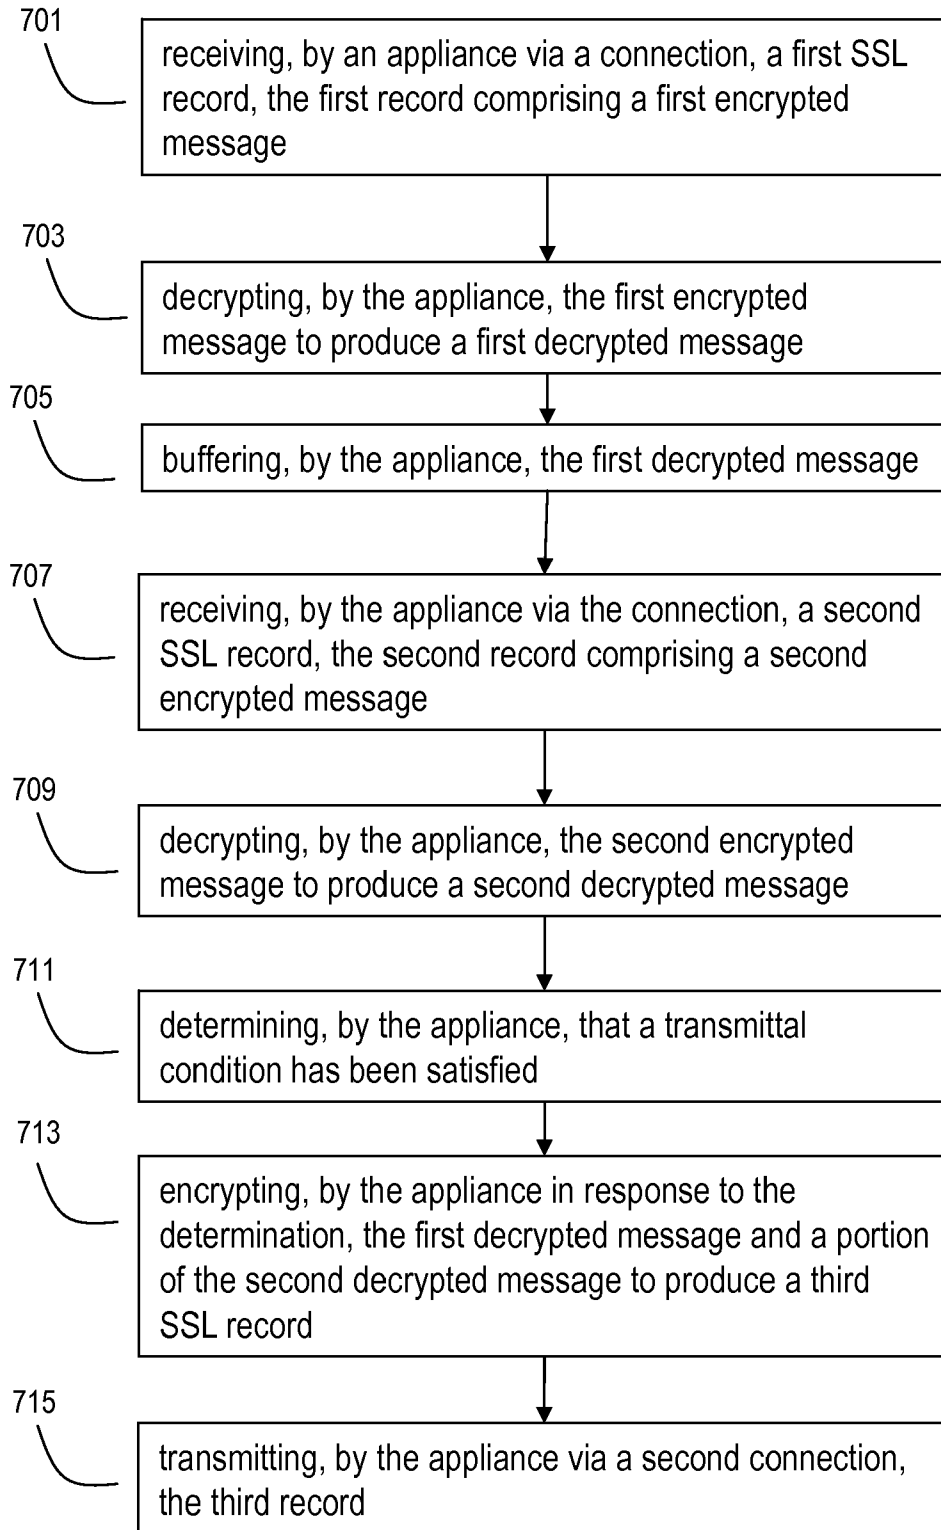 701
receiving, by an appliance via a connection, a first SSL
record, the first record comprising a first encrypted
message
703
decrypting, by the appliance, the first encrypted
message to produce a first decrypted message
705
buffering, by the appliance, the first decrypted message
707
receiving, by the appliance via the connection, a second
SSL record, the second record comprising a second
encrypted message
709
decrypting, by the appliance, the second encrypted
message to produce a second decrypted message
711
determining, by the appliance, that a transmittal
condition has been satisfied
713
encrypting, by the appliance in response to the
determination, the first decrypted message and a portion
of the second decrypted message to produce a third
SSL record
715
transmitting, by the appliance via a second connection,
the third record